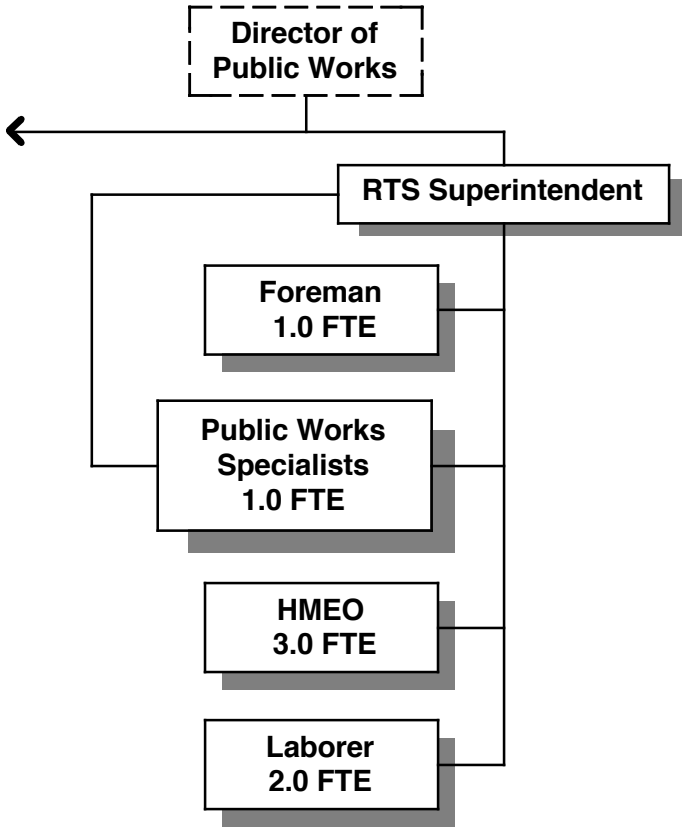 Director of
Public Works
RTS Superintendent
Foreman
1.0 FTE
Public Works
Specialists
1.0 FTE
HMEO
3.0 FTE
Laborer
2.0 FTE